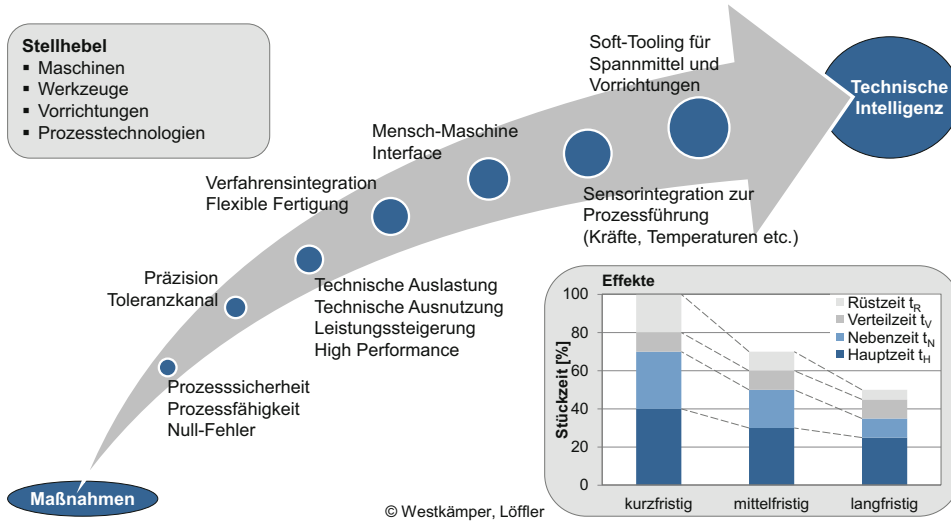 Stellhebel
▪ Maschinen
▪ Werkzeuge
▪ Vorrichtungen
▪ Prozesstechnologien
Soft-Tooling für
Spannmittel und
Vorrichtungen
Technische
Intelligenz
Mensch-Maschine
Interface
Verfahrensintegration
Flexible Fertigung
Sensorintegration zur
Prozessführung
(Kräfte, Temperaturen etc.)
Präzision
Toleranzkanal
Technische Auslastung
Technische Ausnutzung
Leistungssteigerung
High Performance
Prozesssicherheit
Prozessfähigkeit
Null-Fehler
Maßnahmen
Effekte
Stückzeit [%]
100
80
60
40
20
0
Rüstzeit tR
Verteilzeit tV
Nebenzeit tN
Hauptzeit tH
kurzfristig mittelfristig langfristig
© Westkämper, Löffler